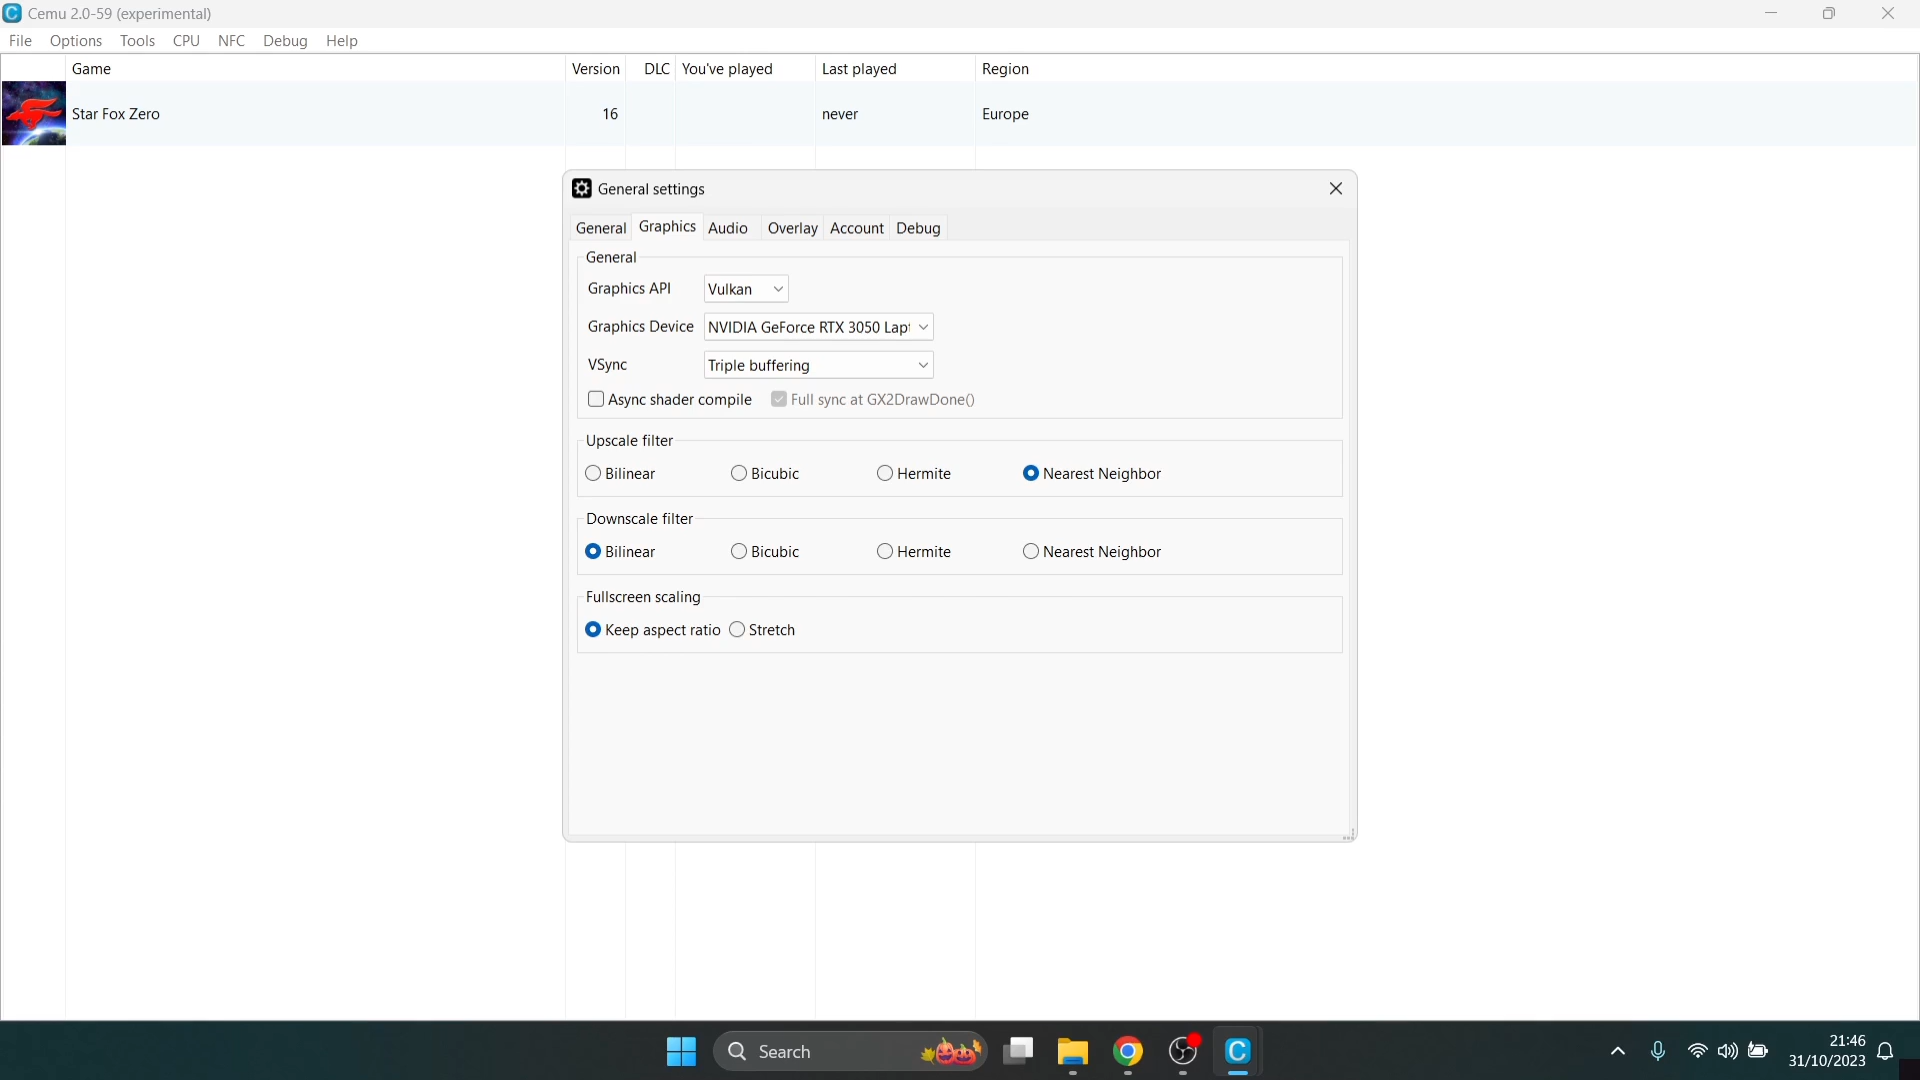 Cemu 2.0-59 (experimental)
File Options Tools CPU NFC Debug Help
Game Version DLC You've played Last played Region
Star Fox Zero 16 never Europe
General settings
General Graphics Audio Overlay Account Debug
General
Graphics API Vulkan
Graphics Device NVIDIA GeForce RTX 3050 Lapt
VSync Triple buffering
Async shader compile Full sync at GX2DrawDone()
Upscale filter
Bilinear Bicubic Hermite Nearest Neighbor
Downscale filter
Bilinear Bicubic Hermite Nearest Neighbor
Fullscreen scaling
Keep aspect ratio Stretch
Search
21:46
31/10/2023